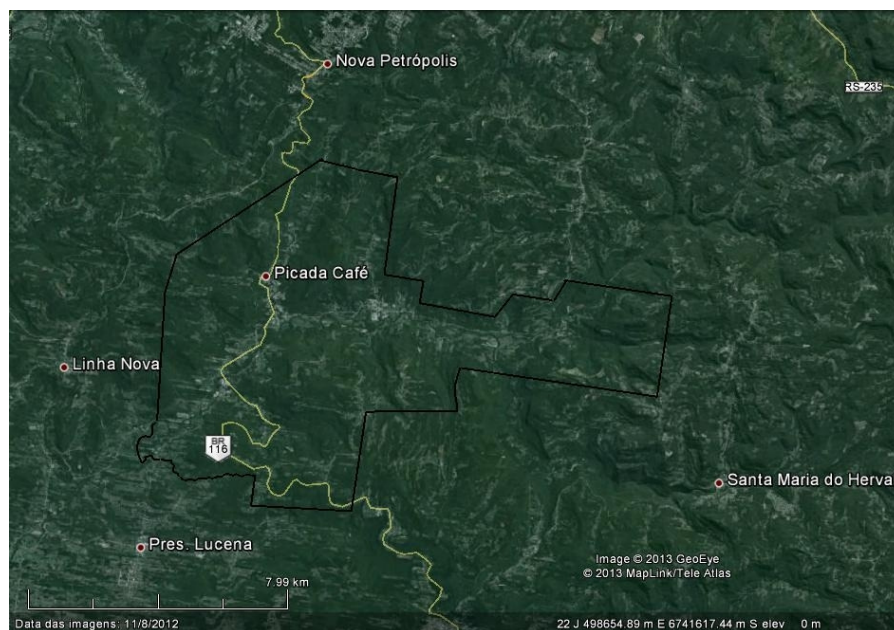 Nova Petrópolis
RS-235
Picada Café
Linha Nova
BR
116
Santa Maria do Herva
Pres. Lucena
Image © 2013 GeoEye
© 2013 MapLink/Tele Atlas
7.99 km
Data das imagens: 11/8/2012
22 J 498654.89 m E 6741617.44 m S elev 0 m